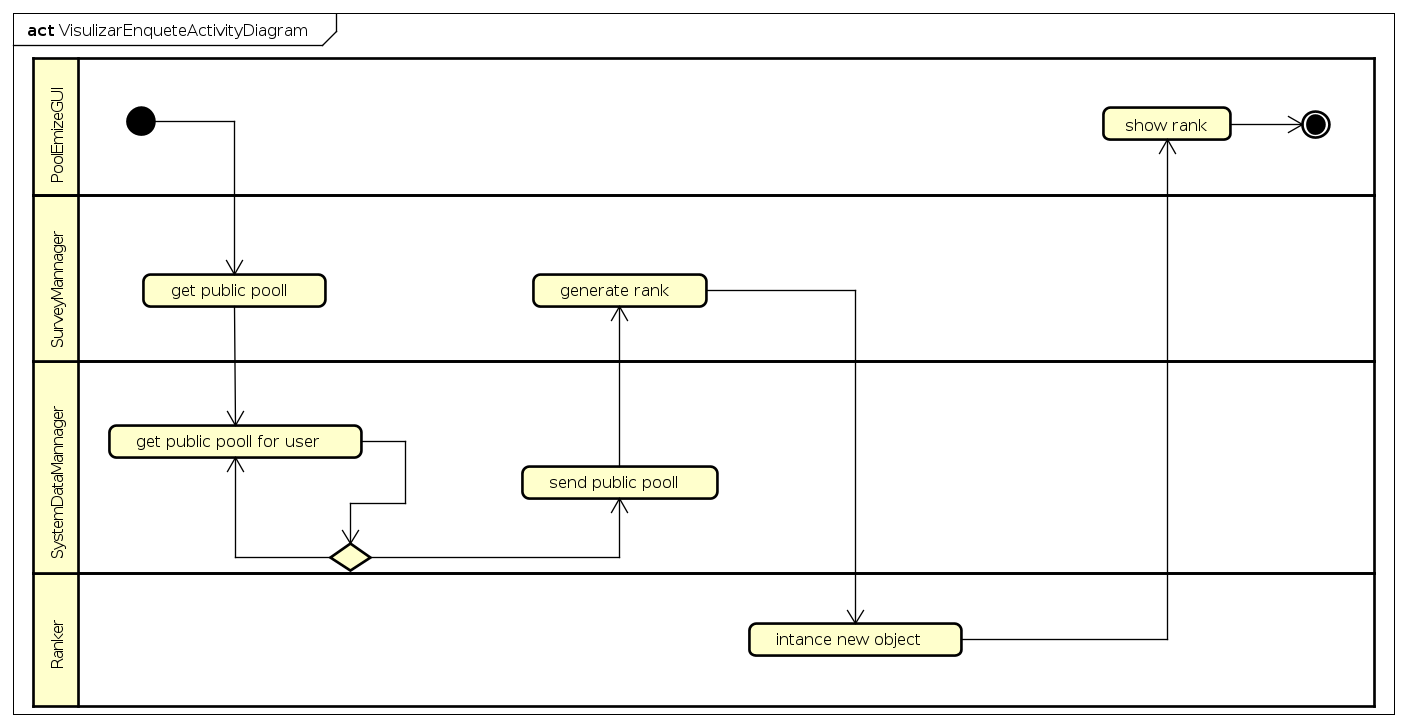 act VisulizarEnqueteActivityDiagram
PoolEmizeGUI
show rank
SurveyMannager
get public pooll
generate rank
SystemDataMannager
get public pooll for user
send public pooll
Ranker
intance new object